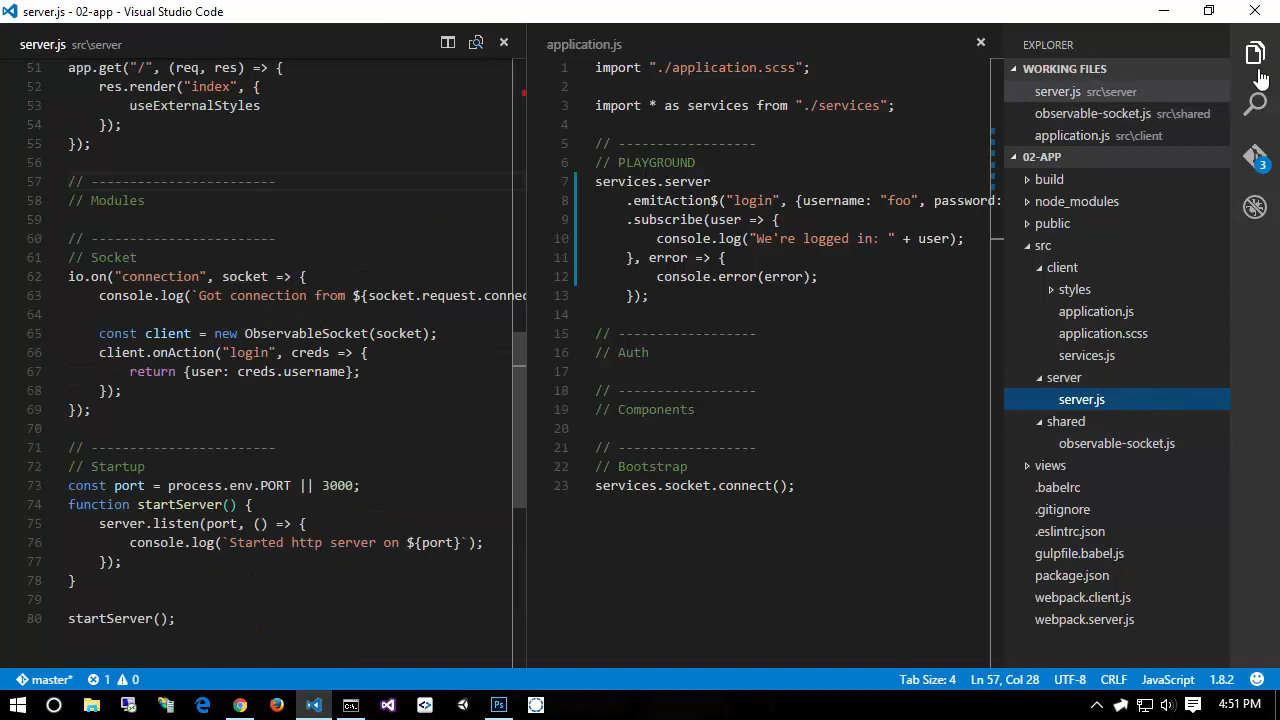 server.js - 02-app - Visual Studio Code
server.js src\server
51 app.get("/", (req, res) => {
52 res.render("index", {
53 useExternalStyles
54 });
55 });
56
57 // ------------------------
58 // Modules
59
60 // ------------------------
61 // Socket
62 io.on("connection", socket => {
63 console.log(`Got connection from ${socket.request.connec
64
65 const client = new ObservableSocket(socket);
66 client.onAction("login", creds => {
67 return {user: creds.username};
68 });
69 });
70
71 // ------------------------
72 // Startup
73 const port = process.env.PORT || 3000;
74 function startServer() {
75 server.listen(port, () => {
76 console.log(`Started http server on ${port}`);
77 });
78 }
79
80 startServer();
application.js
1 import "./application.scss";
2
3 import * as services from "./services";
4
5 // ------------------
6 // PLAYGROUND
7 services.server
8 .emitAction$("login", {username: "foo", password:
9 .subscribe(user => {
10 console.log("We're logged in: " + user);
11 }, error => {
12 console.error(error);
13 });
14
15 // ------------------
16 // Auth
17
18 // ------------------
19 // Components
20
21 // ------------------
22 // Bootstrap
23 services.socket.connect();
EXPLORER
WORKING FILES
server.js src\server
observable-socket.js src\shared
application.js src\client
02-APP
build
node_modules
public
src
client
styles
application.js
application.scss
services.js
server
server.js
shared
observable-socket.js
views
.babelrc
.gitignore
.eslintrc.json
gulpfile.babel.js
package.json
webpack.client.js
webpack.server.js
3
master* 1 0
Tab Size: 4 Ln 57, Col 28 UTF-8 CRLF JavaScript 1.8.2
4:51 PM